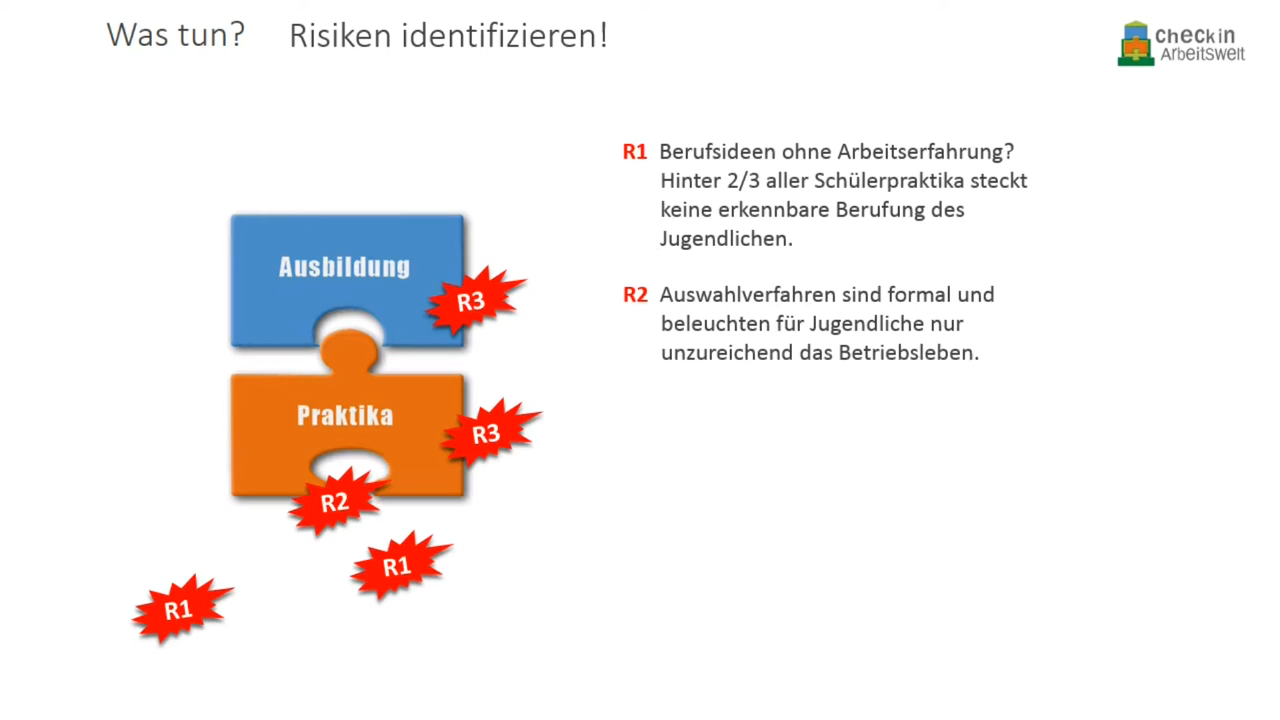 Was tun? Risiken identifizieren!
checkin
Arbeitswelt
R1 Berufsideen ohne Arbeitserfahrung?
Hinter 2/3 aller Schülerpraktika steckt
keine erkennbare Berufung des
Jugendlichen.
R2 Auswahlverfahren sind formal und
beleuchten für Jugendliche nur
unzureichend das Betriebsleben.
Ausbildung
R3
Praktika
R3
R2
R1
R1